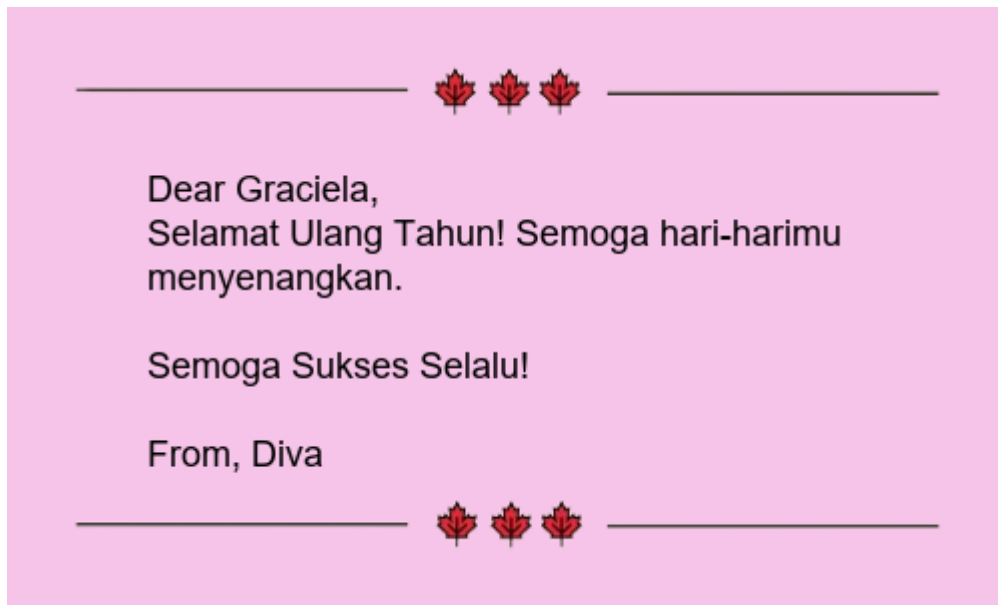 Dear Graciela,
Selamat Ulang Tahun! Semoga hari-harimu
menyenangkan.
Semoga Sukses Selalu!
From, Diva